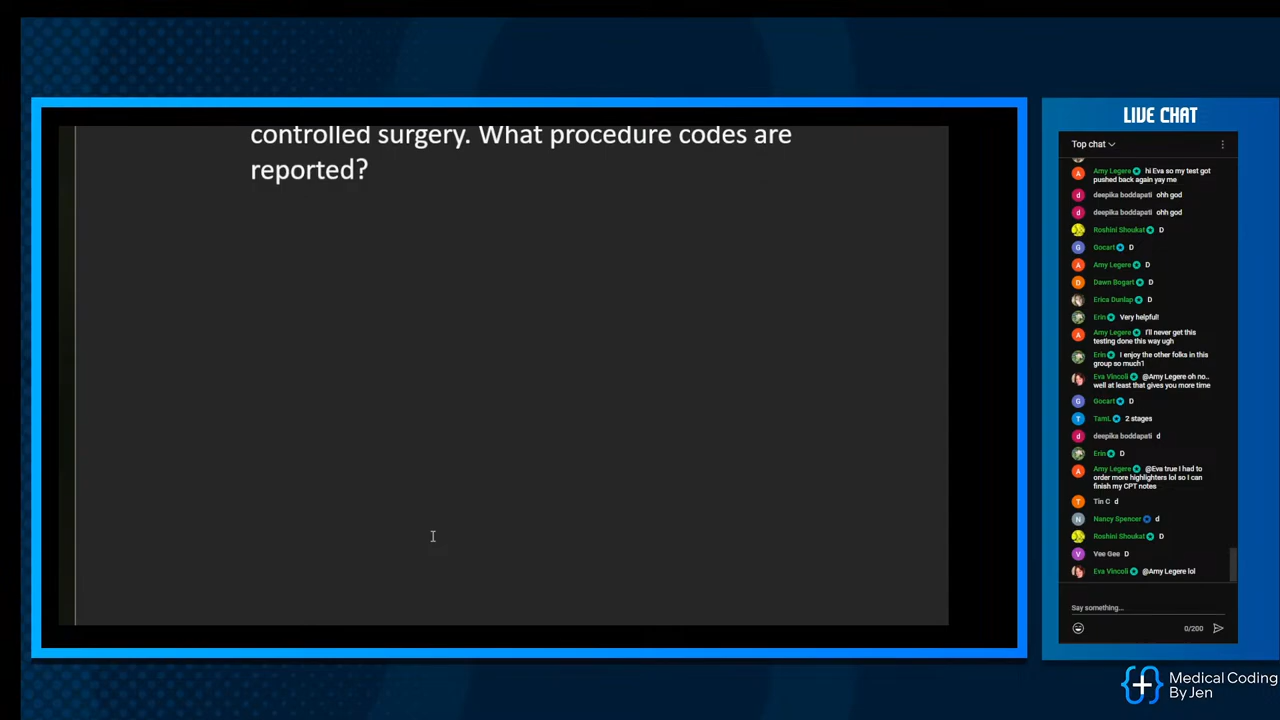 controlled surgery. What procedure codes are
reported?
LIVE CHAT
Top chat
Amy Legere hi Eva so my test got
pushed back again yay me
deepika boddapati ohh god
deepika boddapati ohh god
Roshini Shoukat D
Gocart D
Amy Legere D
Dawn Bogart D
Erica Dunlap D
Erin Very helpful!
Amy Legere I'll never get this
testing done this way ugh
Erin I enjoy the other folks in this
group so much1
Eva Vincoli @Amy Legere oh no..
well at least that gives you more time
Gocart D
TamL 2 stages
deepika boddapati d
Erin D
Amy Legere @Eva true I had to
order more highlighters lol so I can
finish my CPT notes
Tin C d
Nancy Spencer d
Roshini Shoukat D
Vee Gee D
Eva Vincoli @Amy Legere lol
Say something...
0/200
Medical Coding
By Jen